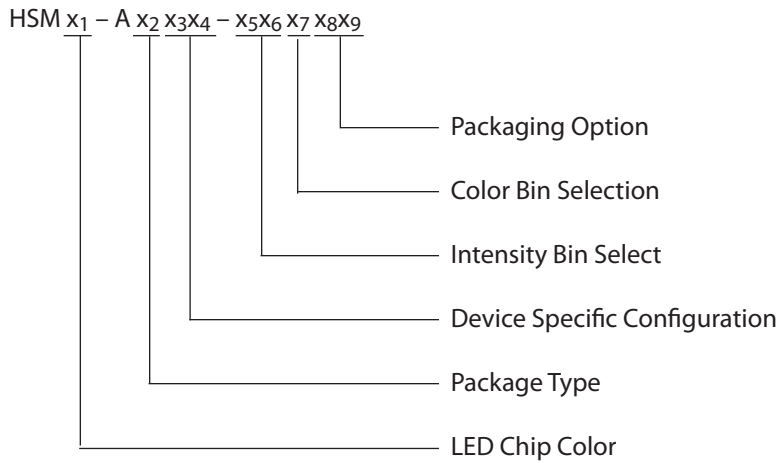 HSM x1 – A x2 x3x4 – x5x6 x7 x8x9
Packaging Option
Color Bin Selection
Intensity Bin Select
Device Specific Configuration
Package Type
LED Chip Color